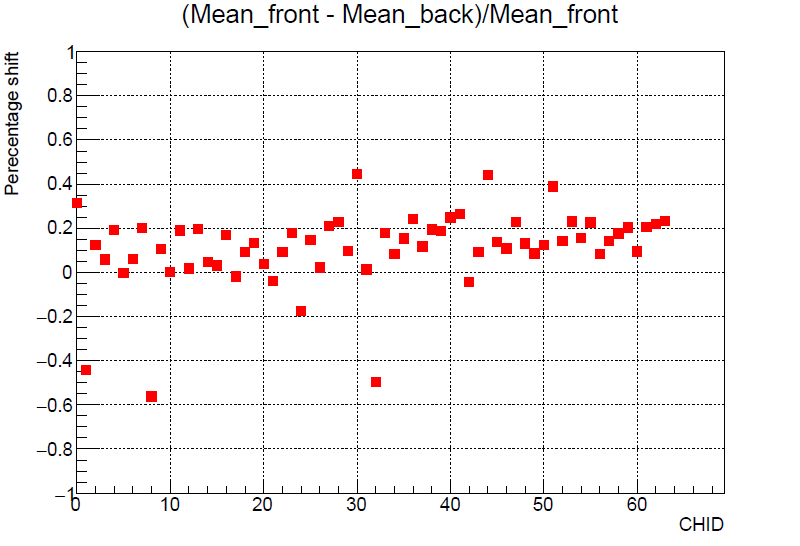 (Mean_front - Mean_back)/Mean_front
Perecentage shift
1
0.8
0.6
0.4
0.2
0
−0.2
−0.4
−0.6
−0.8
−1
0 10 20 30 40 50 60
CHID